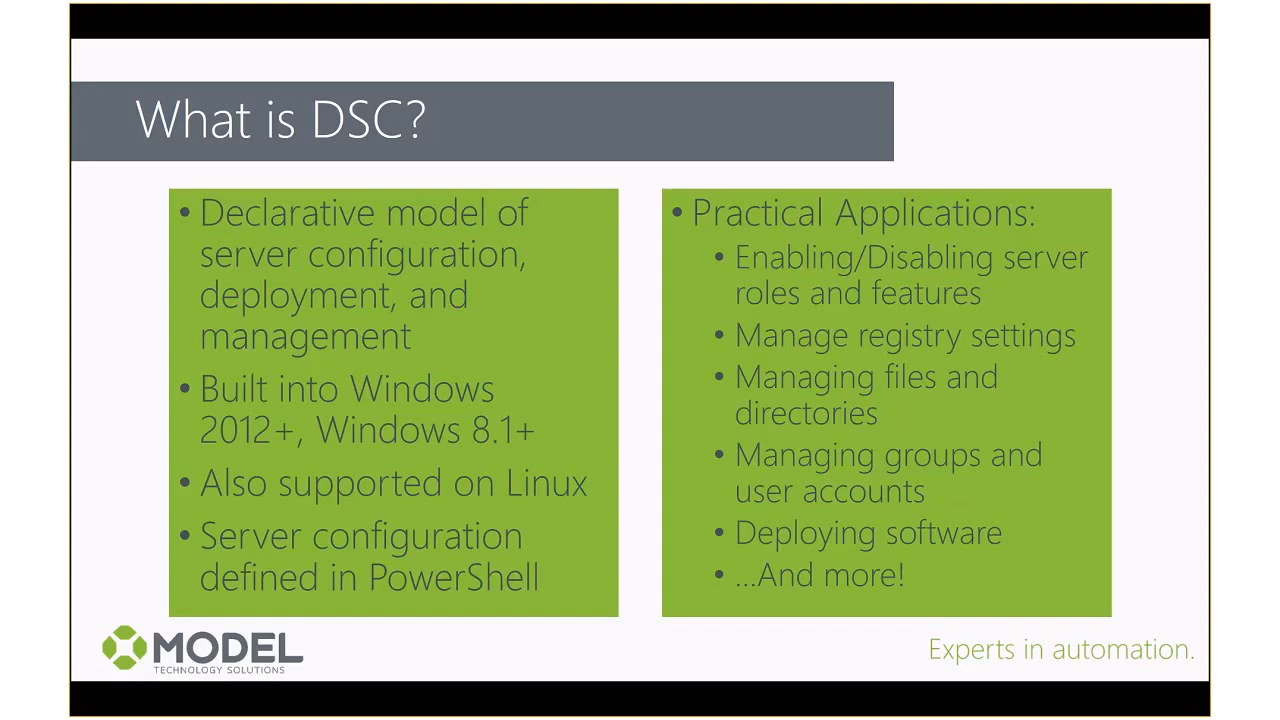 What is DSC?
• Declarative model of
server configuration,
deployment, and
management
• Built into Windows
2012+, Windows 8.1+
• Also supported on Linux
• Server configuration
defined in PowerShell
• Practical Applications:
• Enabling/Disabling server
roles and features
• Manage registry settings
• Managing files and
directories
• Managing groups and
user accounts
• Deploying software
• ...And more!
MODEL
TECHNOLOGY SOLUTIONS
Experts in automation.